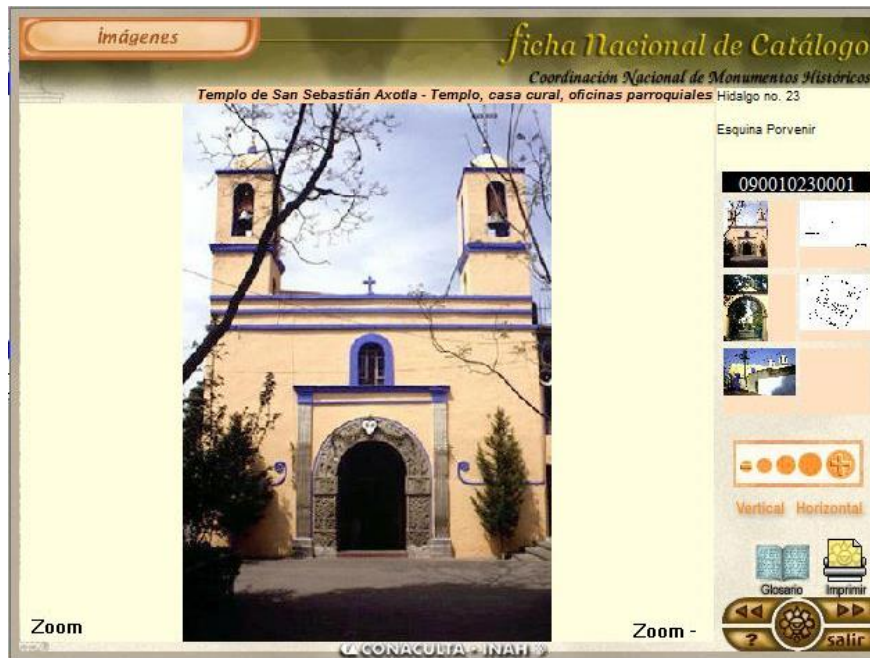 imágenes
ficha Nacional de Catálogo
Coordinación Nacional de Monumentos Históricos
Templo de San Sebastián Axotla - Templo, casa cural, oficinas parroquiales
Hidalgo no. 23
Esquina Porvenir
090010230001
Vertical Horizontal
Glosario Imprimir
Zoom
Zoom -
?
salir
CONACULTA - INAH